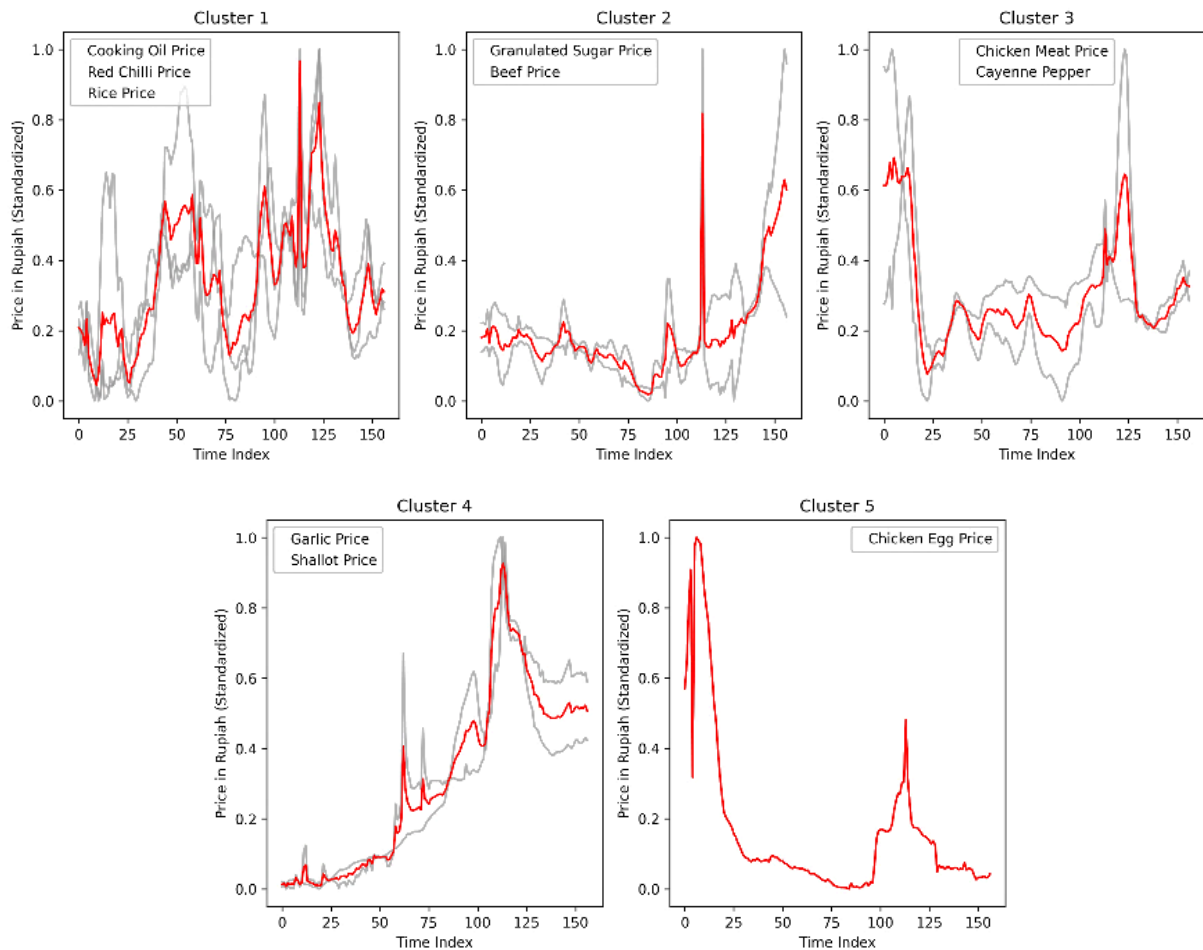 Cluster 1
Cooking Oil Price
Red Chilli Price
Rice Price
Price in Rupiah (Standardized)
1.0
0.8
0.6
0.4
0.2
0.0
0 25 50 75 100 125 150
Time Index
Cluster 2
Granulated Sugar Price
Beef Price
Price in Rupiah (Standardized)
1.0
0.8
0.6
0.4
0.2
0.0
0 25 50 75 100 125 150
Time Index
Cluster 3
Chicken Meat Price
Cayenne Pepper
Price in Rupiah (Standardized)
1.0
0.8
0.6
0.4
0.2
0.0
0 25 50 75 100 125 150
Time Index
Cluster 4
Garlic Price
Shallot Price
Price in Rupiah (Standardized)
1.0
0.8
0.6
0.4
0.2
0.0
0 25 50 75 100 125 150
Time Index
Cluster 5
Chicken Egg Price
Price in Rupiah (Standardized)
1.0
0.8
0.6
0.4
0.2
0.0
0 25 50 75 100 125 150
Time Index